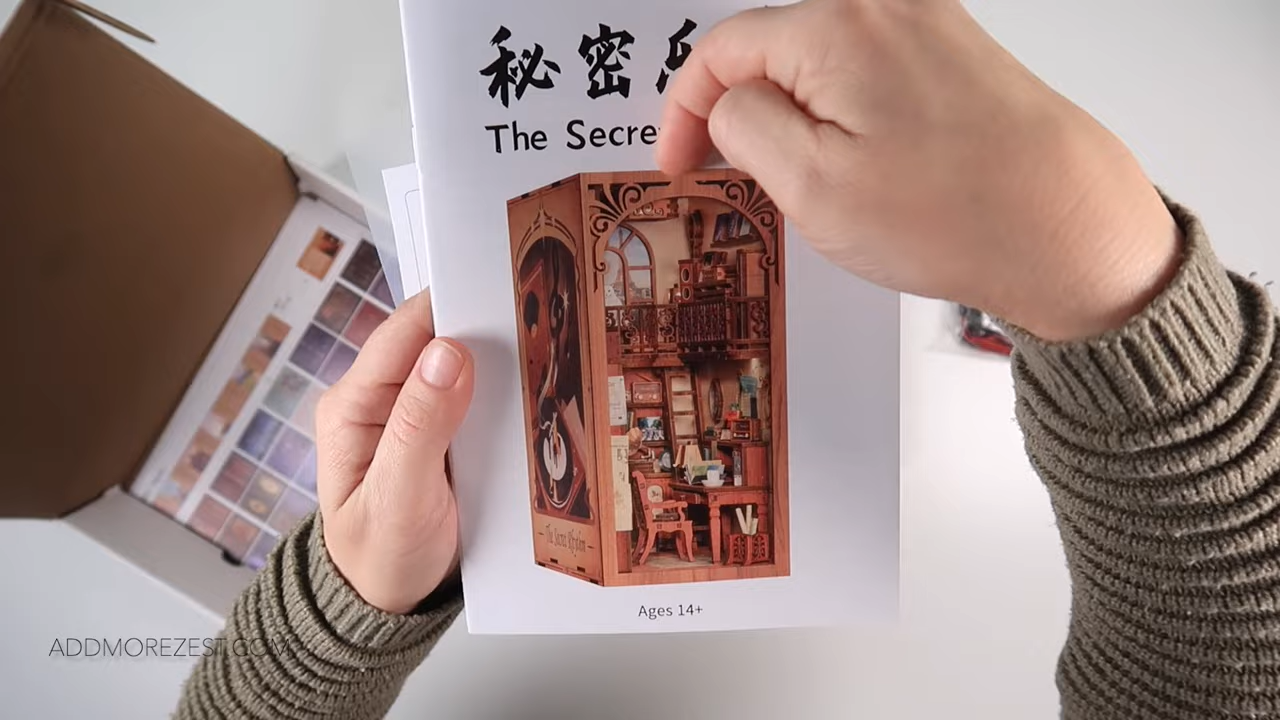 秘密
The Secre
The Secret Rhythm
Ages 14+
ADDMOREZEST.COM